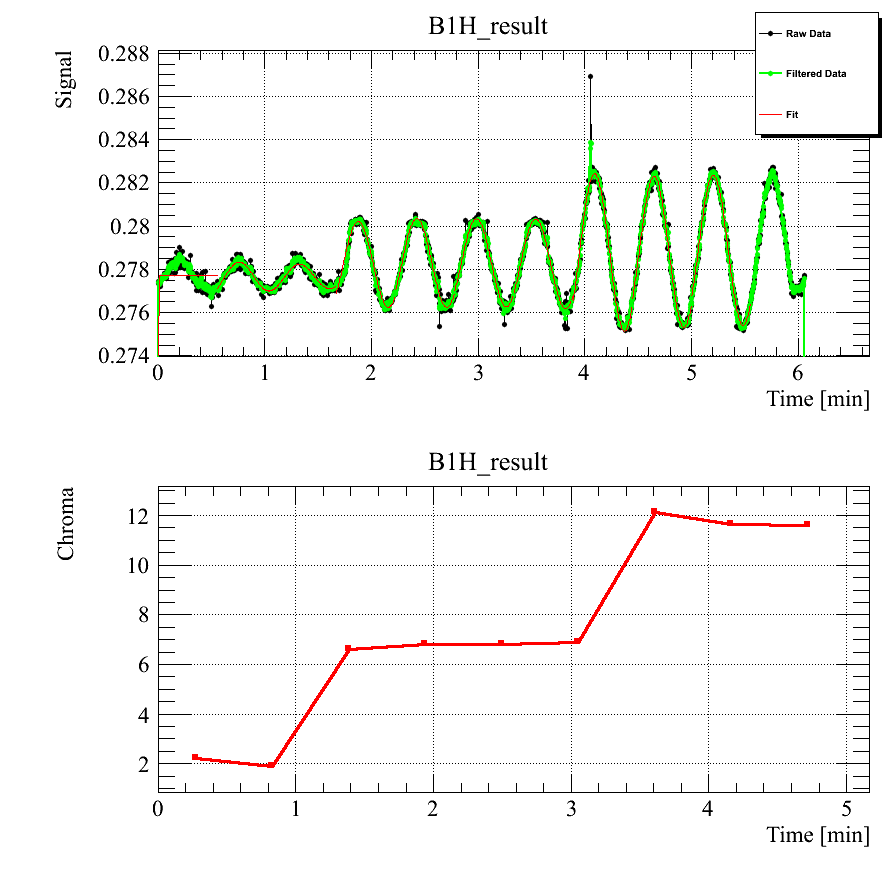 B1H_result
Raw Data
Filtered Data
Fit
Signal
0.288
0.286
0.284
0.282
0.28
0.278
0.276
0.274
0 1 2 3 4 5 6
Time [min]
B1H_result
Chroma
12
10
8
6
4
2
0 1 2 3 4 5
Time [min]